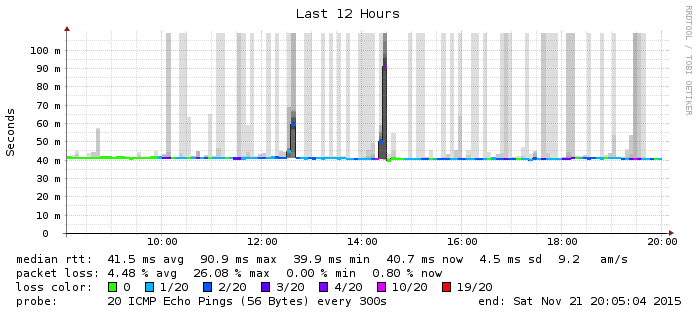 Last 12 Hours
RRDTOOL / TOBI OETIKER
Seconds
100 m
90 m
80 m
70 m
60 m
50 m
40 m
30 m
20 m
10 m
0
10:00 12:00 14:00 16:00 18:00 20:00
median rtt: 41.5 ms avg 90.9 ms max 39.9 ms min 40.7 ms now 4.5 ms sd 9.2 am/s
packet loss: 4.48 % avg 26.08 % max 0.00 % min 0.80 % now
loss color: 0 1/20 2/20 3/20 4/20 10/20 19/20
probe: 20 ICMP Echo Pings (56 Bytes) every 300s end: Sat Nov 21 20:05:04 2015